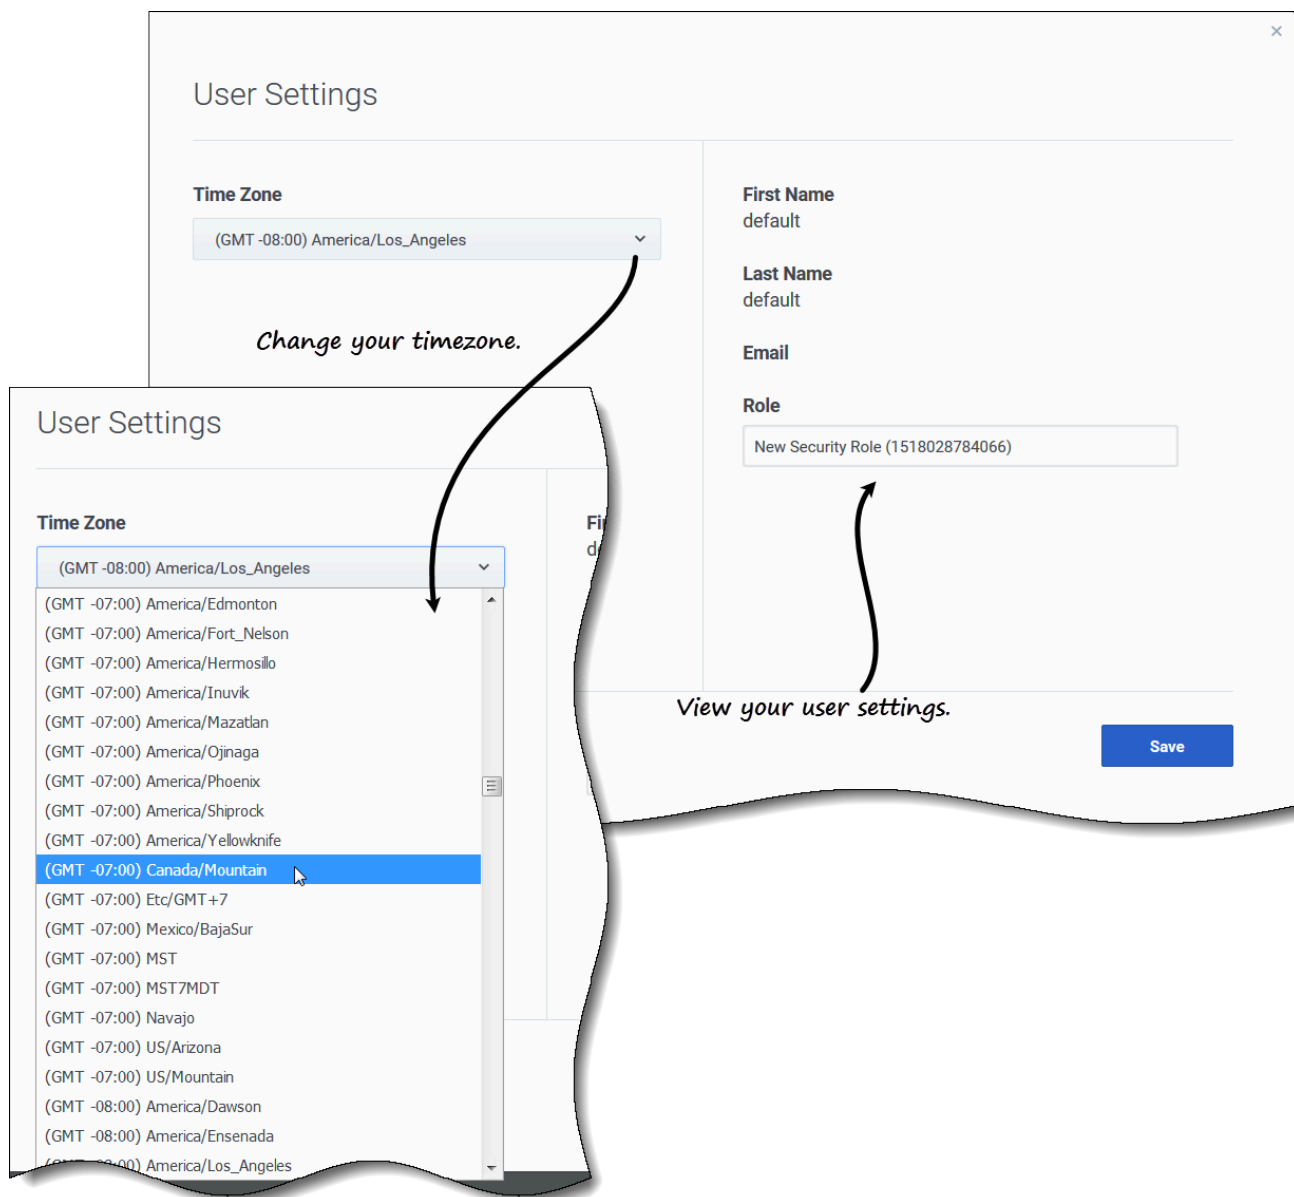 ×
User Settings
Time Zone
(GMT -08:00) America/Los_Angeles
Change your timezone.
First Name
default
Last Name
default
Email
Role
New Security Role (1518028784066)
View your user settings.
Save
User Settings
Time Zone
(GMT -08:00) America/Los_Angeles
(GMT -07:00) America/Edmonton
(GMT -07:00) America/Fort_Nelson
(GMT -07:00) America/Hermosillo
(GMT -07:00) America/Inuvik
(GMT -07:00) America/Mazatlan
(GMT -07:00) America/Ojinaga
(GMT -07:00) America/Phoenix
(GMT -07:00) America/Shiprock
(GMT -07:00) America/Yellowknife
(GMT -07:00) Canada/Mountain
(GMT -07:00) Etc/GMT+7
(GMT -07:00) Mexico/BajaSur
(GMT -07:00) MST
(GMT -07:00) MST7MDT
(GMT -07:00) Navajo
(GMT -07:00) US/Arizona
(GMT -07:00) US/Mountain
(GMT -08:00) America/Dawson
(GMT -08:00) America/Ensenada
America/Los_Angeles